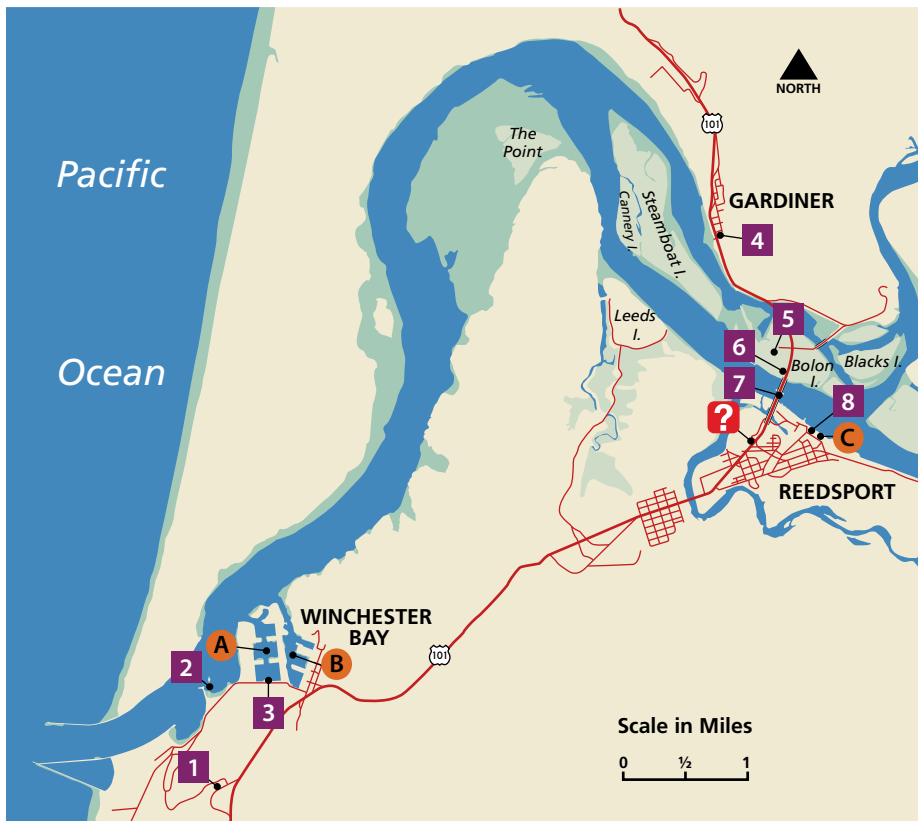 Pacific
Ocean
NORTH
The
Point
Cannery I.
Steamboat I.
101
GARDINER
4
Leeds
I.
5
6
Bolon
I.
Blacks I.
7
8
?
C
REEDSPORT
WINCHESTER
BAY
A
B
101
2
3
1
Scale in Miles
0 ½ 1